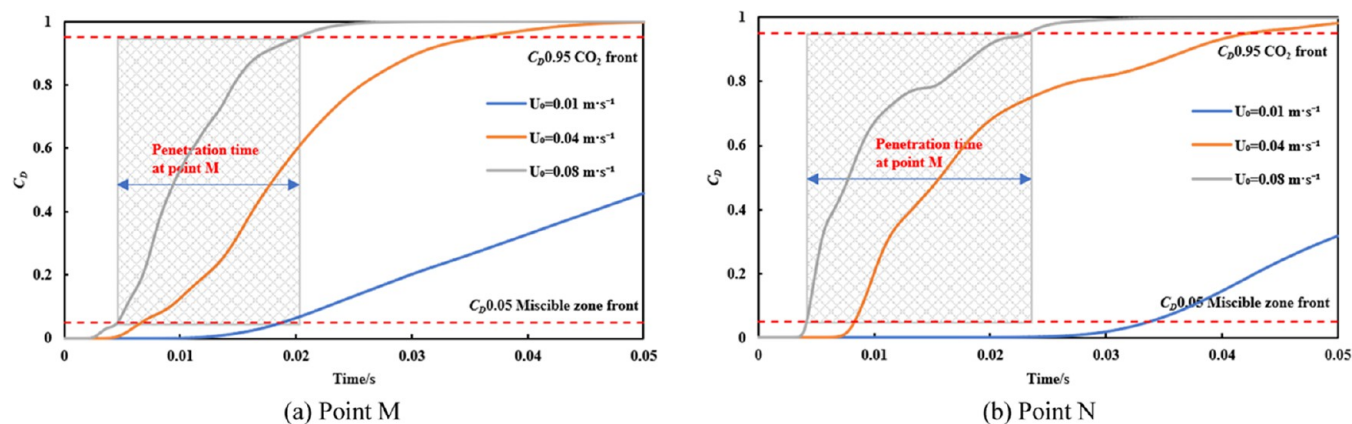 1
0.8
0.6
0.4
0.2
0
C_D
0
0.01
0.02
0.03
0.04
0.05
Time/s
C_D0.95 CO₂ front
U₀=0.01 m·s⁻¹
U₀=0.04 m·s⁻¹
U₀=0.08 m·s⁻¹
Penetration time
at point M
C_D0.05 Miscible zone front
(a) Point M
1
0.8
0.6
0.4
0.2
0
C_D
0
0.01
0.02
0.03
0.04
0.05
Time/s
C_D0.95 CO₂ front
U₀=0.01 m·s⁻¹
U₀=0.04 m·s⁻¹
U₀=0.08 m·s⁻¹
Penetration time
at point M
C_D0.05 Miscible zone front
(b) Point N